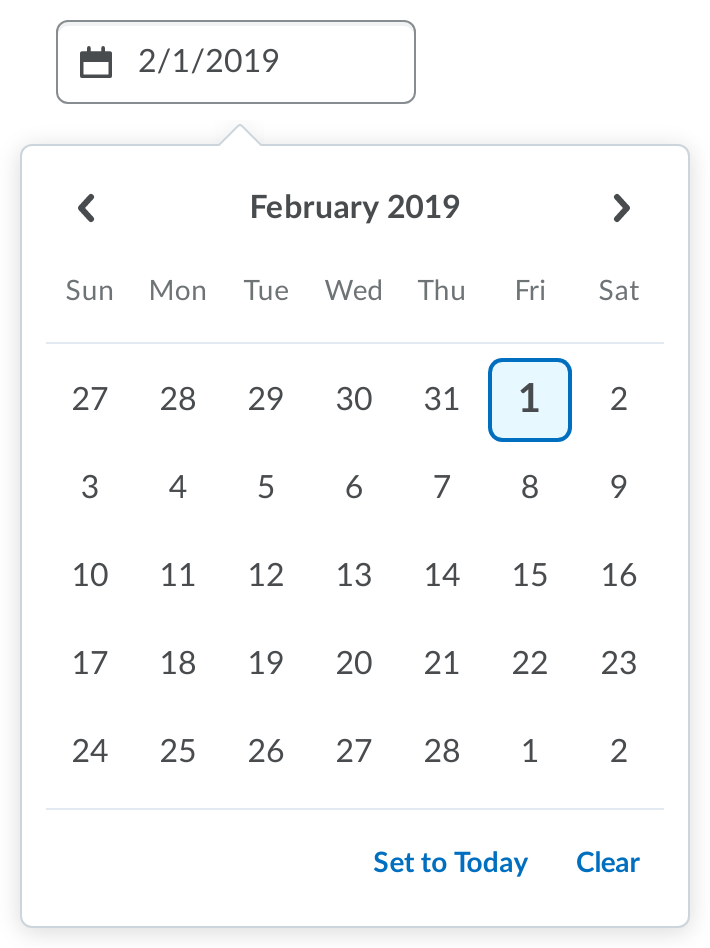 2/1/2019
February 2019
Sun Mon Tue Wed Thu Fri Sat
27 28 29 30 31 1 2
3 4 5 6 7 8 9
10 11 12 13 14 15 16
17 18 19 20 21 22 23
24 25 26 27 28 1 2
Set to Today Clear